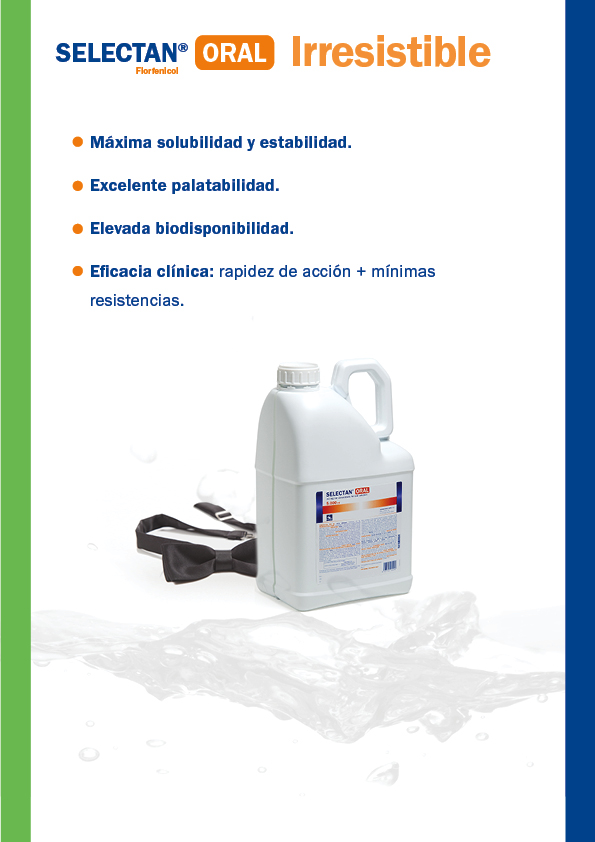 SELECTAN® ORAL Irresistible
Florfenicol
Máxima solubilidad y estabilidad.
Excelente palatabilidad.
Elevada biodisponibilidad.
Eficacia clínica: rapidez de acción + mínimas
resistencias.
SELECTAN® ORAL